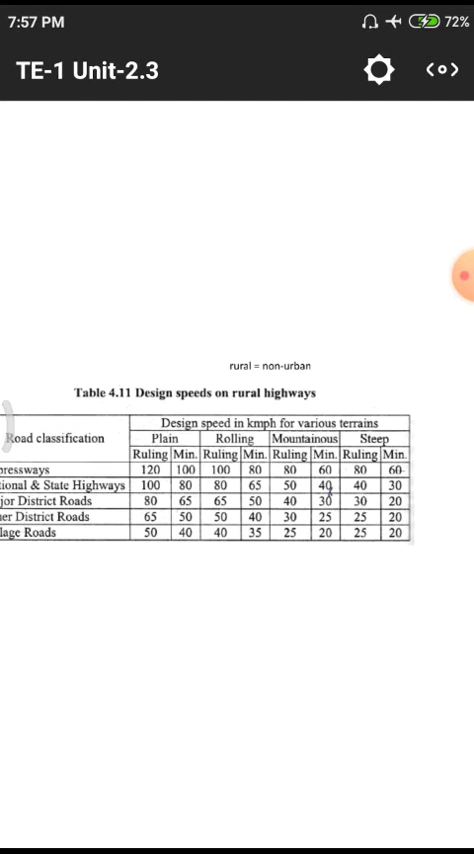 7:57 PM 72%
TE-1 Unit-2.3
rural = non-urban
Table 4.11 Design speeds on rural highways
Road classification Design speed in kmph for various terrains
Plain Rolling Mountainous Steep
Ruling Min. Ruling Min. Ruling Min. Ruling Min.
pressways 120 100 100 80 80 60 80 60
tional & State Highways 100 80 80 65 50 40 40 30
jor District Roads 80 65 65 50 40 30 30 20
er District Roads 65 50 50 40 30 25 25 20
lage Roads 50 40 40 35 25 20 25 20